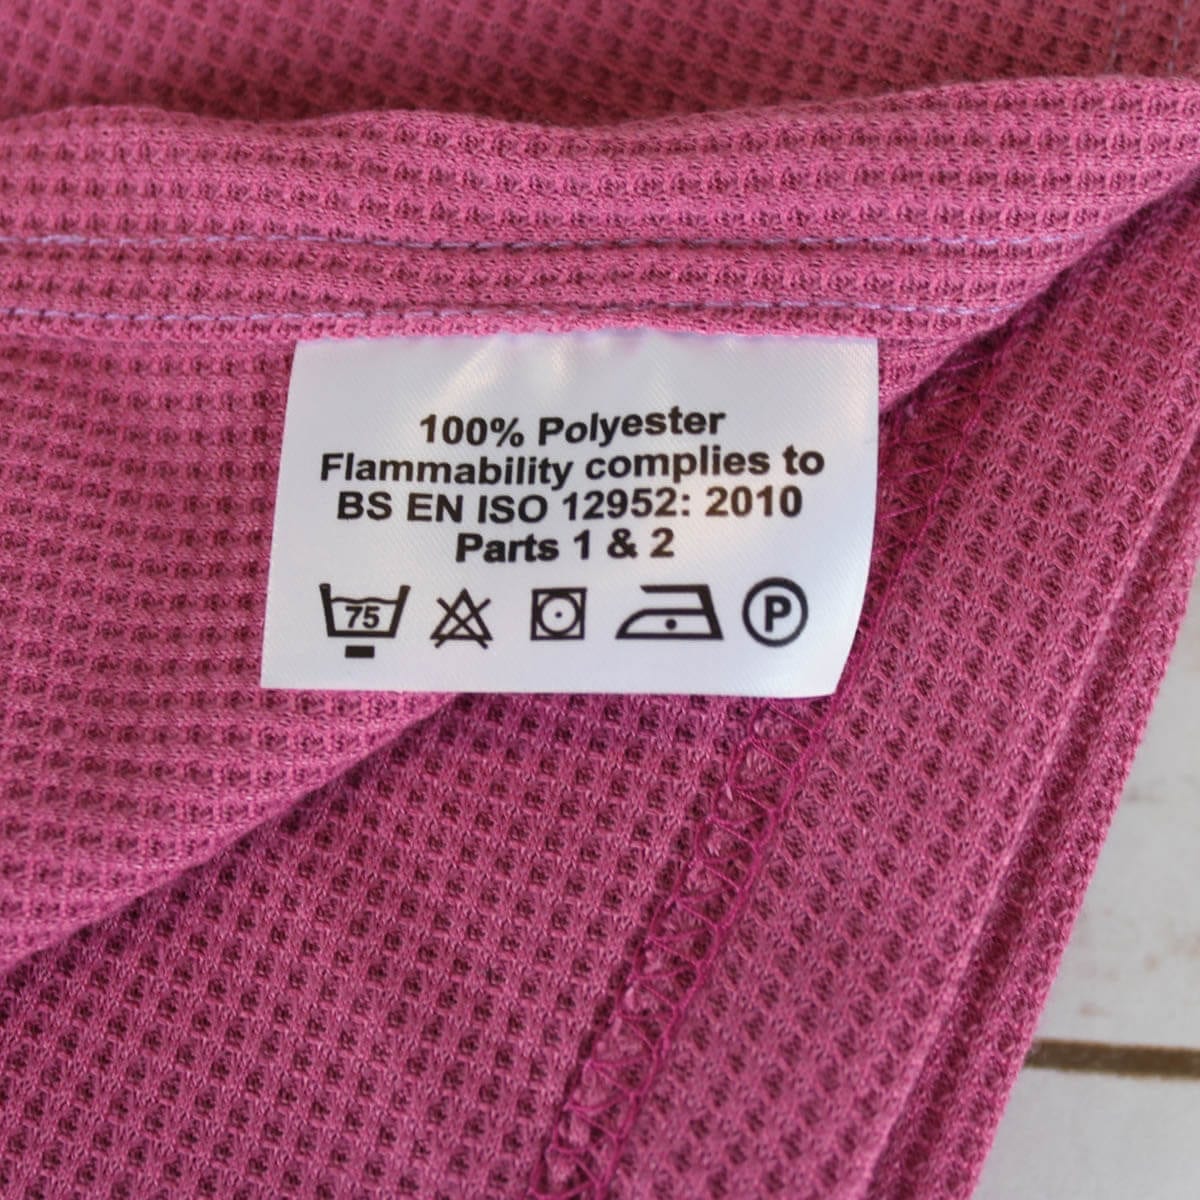 100% Polyester
Flammability complies to
BS EN ISO 12952: 2010
Parts 1 & 2
75 P